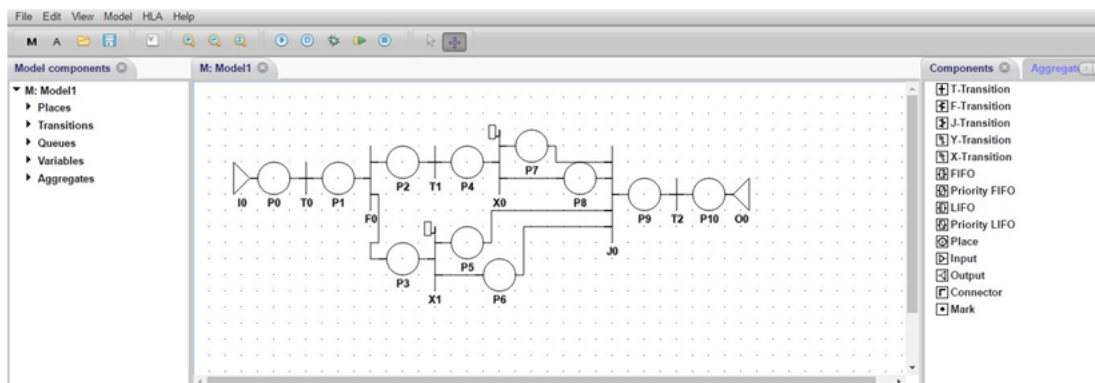 File Edit View Model HLA Help
M A
Model components
M: Model1
Components
Aggregate
M: Model1
Places
Transitions
Queues
Variables
Aggregates
P7
P2 T1 P4
X0
I0 P0 T0 P1
F0
P8
P9 T2 P10 O0
J0
P3
P5
X1
P6
T-Transition
F-Transition
J-Transition
Y-Transition
X-Transition
FIFO
Priority FIFO
LIFO
Priority LIFO
Place
Input
Output
Connector
Mark